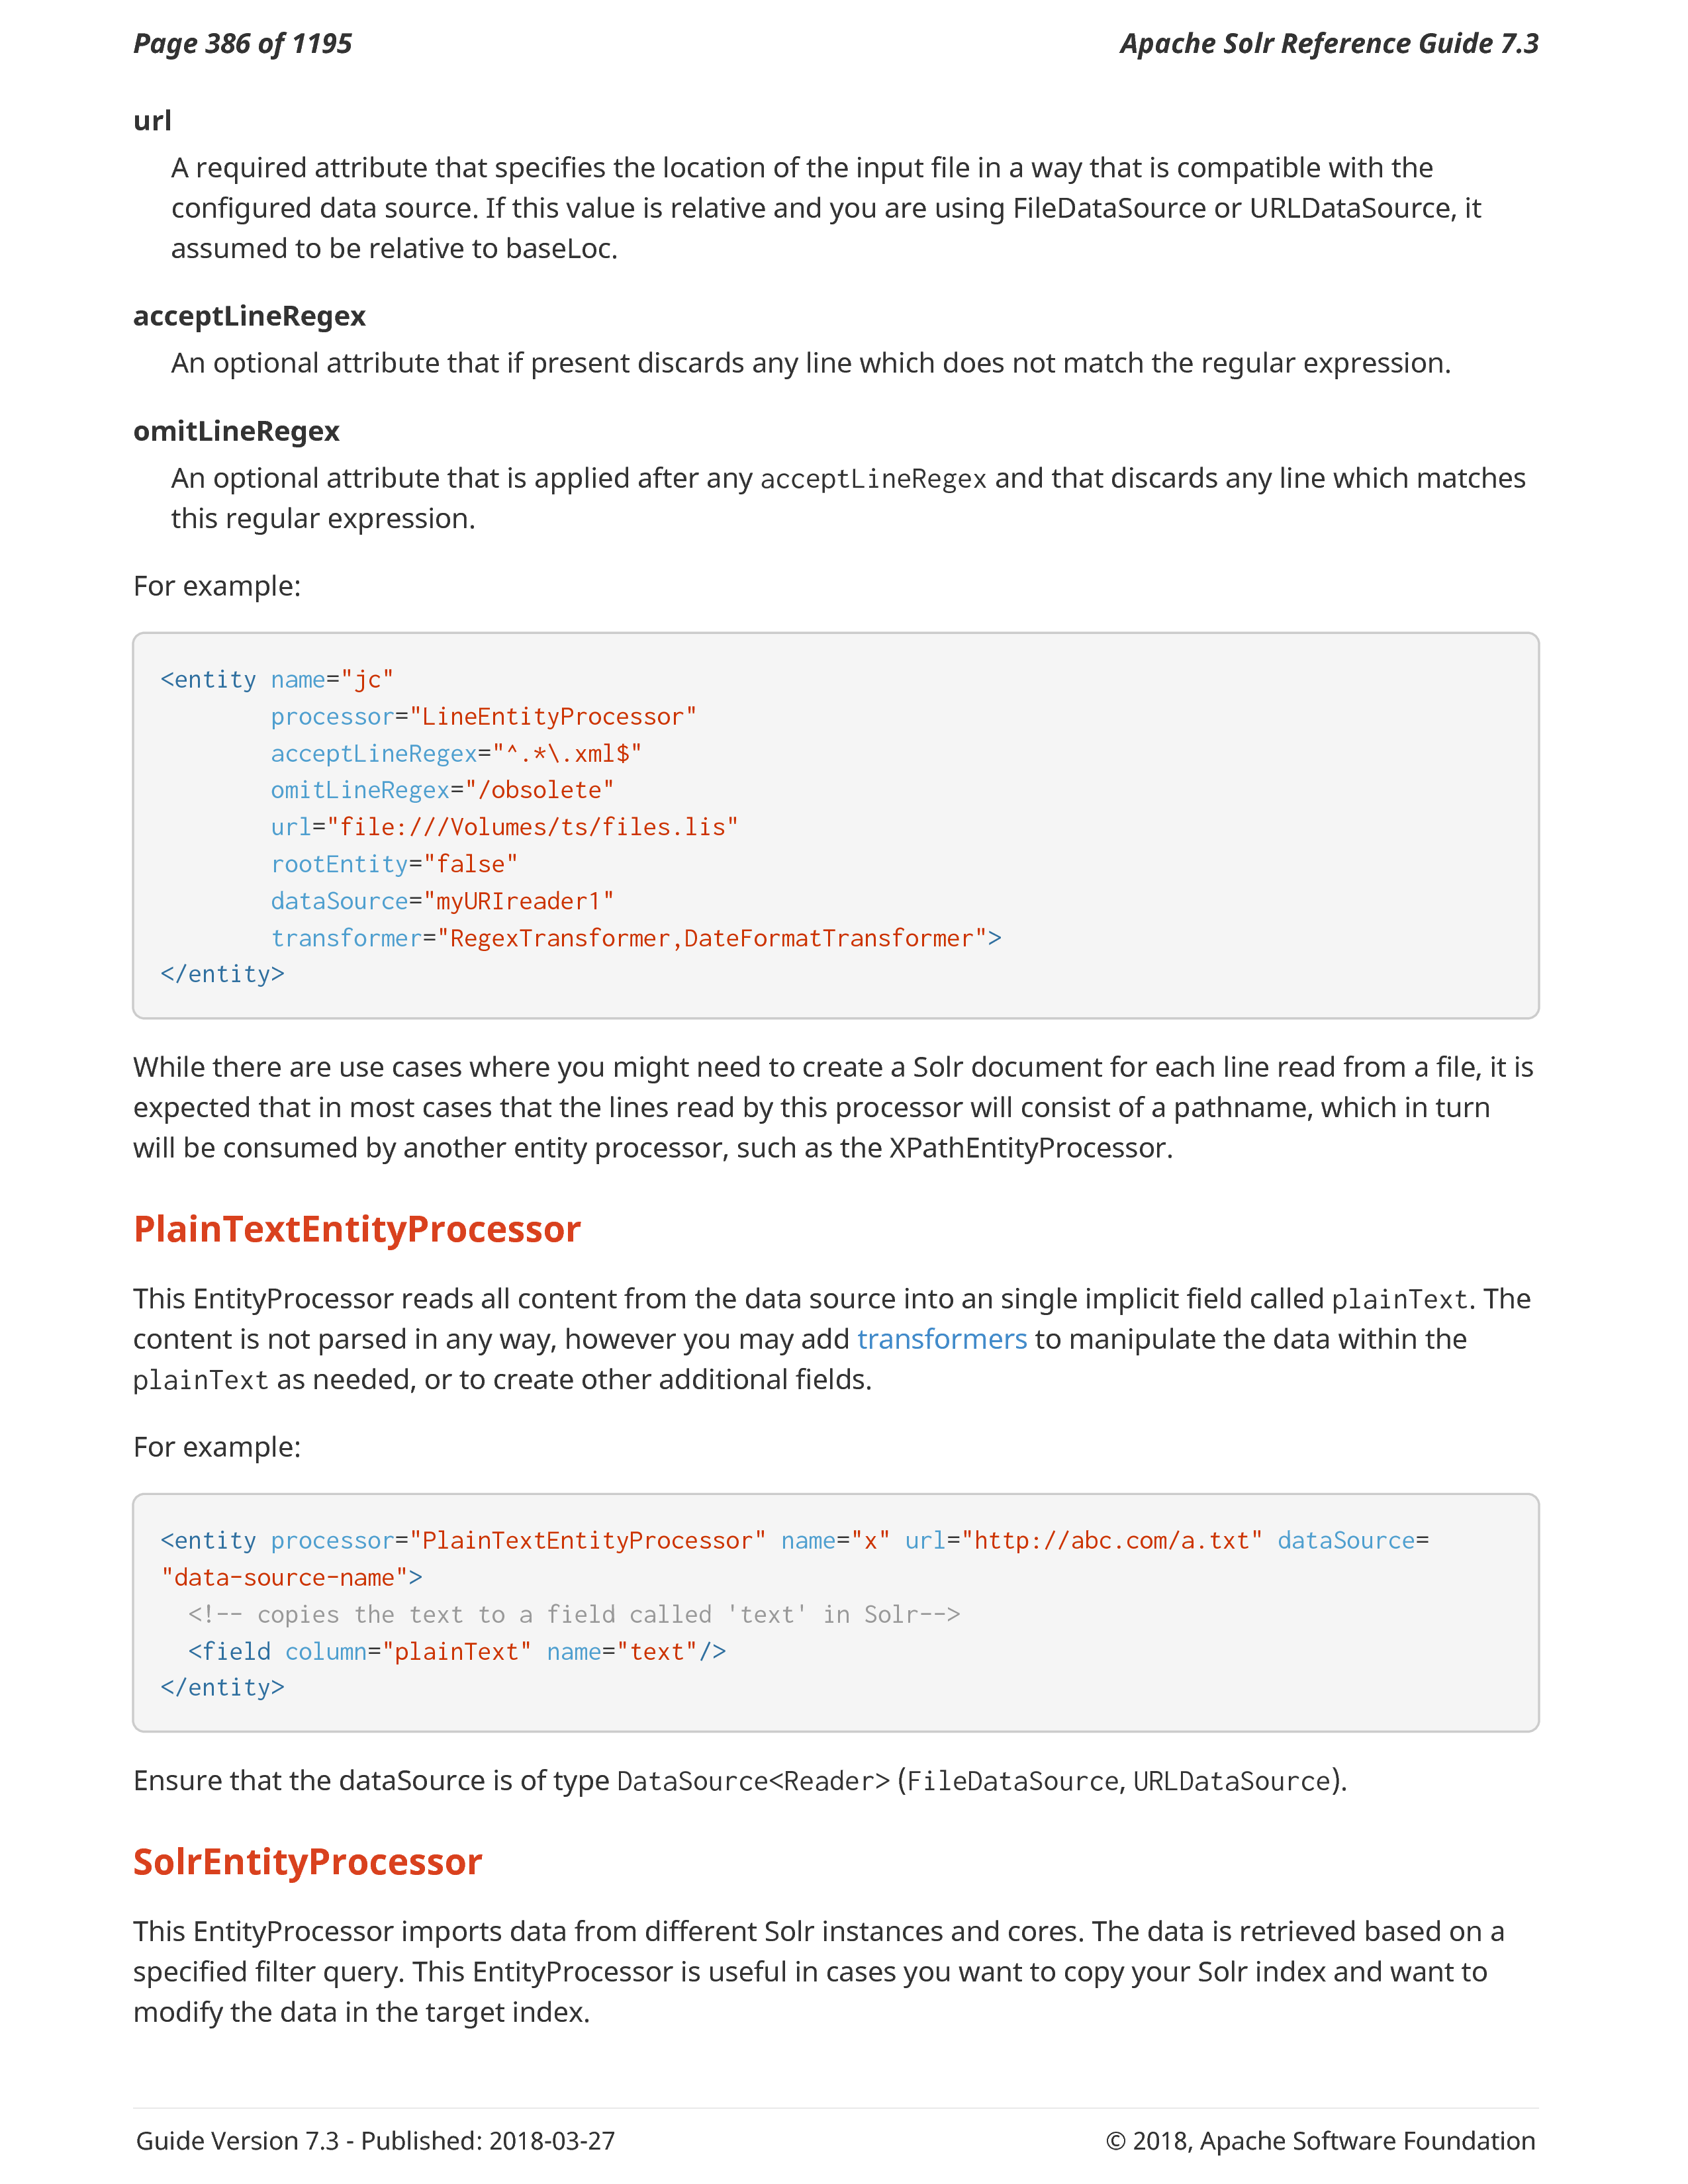 Page 386 of 1195
Apache Solr Reference Guide 7.3
url
A required attribute that specifies the location of the input file in a way that is compatible with the
configured data source. If this value is relative and you are using FileDataSource or URLDataSource, it
assumed to be relative to baseLoc.
acceptLineRegex
An optional attribute that if present discards any line which does not match the regular expression.
omitLineRegex
An optional attribute that is applied after any acceptLineRegex and that discards any line which matches
this regular expression.
For example:
<entity name="jc"
        processor="LineEntityProcessor"
        acceptLineRegex="^.*\.xml$"
        omitLineRegex="/obsolete"
        url="file:///Volumes/ts/files.lis"
        rootEntity="false"
        dataSource="myURIreader1"
        transformer="RegexTransformer,DateFormatTransformer">
</entity>
While there are use cases where you might need to create a Solr document for each line read from a file, it is
expected that in most cases that the lines read by this processor will consist of a pathname, which in turn
will be consumed by another entity processor, such as the XPathEntityProcessor.
PlainTextEntityProcessor
This EntityProcessor reads all content from the data source into an single implicit field called plainText. The
content is not parsed in any way, however you may add transformers to manipulate the data within the
plainText as needed, or to create other additional fields.
For example:
<entity processor="PlainTextEntityProcessor" name="x" url="http://abc.com/a.txt" dataSource=
"data-source-name">
  <!-- copies the text to a field called 'text' in Solr-->
  <field column="plainText" name="text"/>
</entity>
Ensure that the dataSource is of type DataSource<Reader> (FileDataSource, URLDataSource).
SolrEntityProcessor
This EntityProcessor imports data from different Solr instances and cores. The data is retrieved based on a
specified filter query. This EntityProcessor is useful in cases you want to copy your Solr index and want to
modify the data in the target index.
Guide Version 7.3 - Published: 2018-03-27
© 2018, Apache Software Foundation